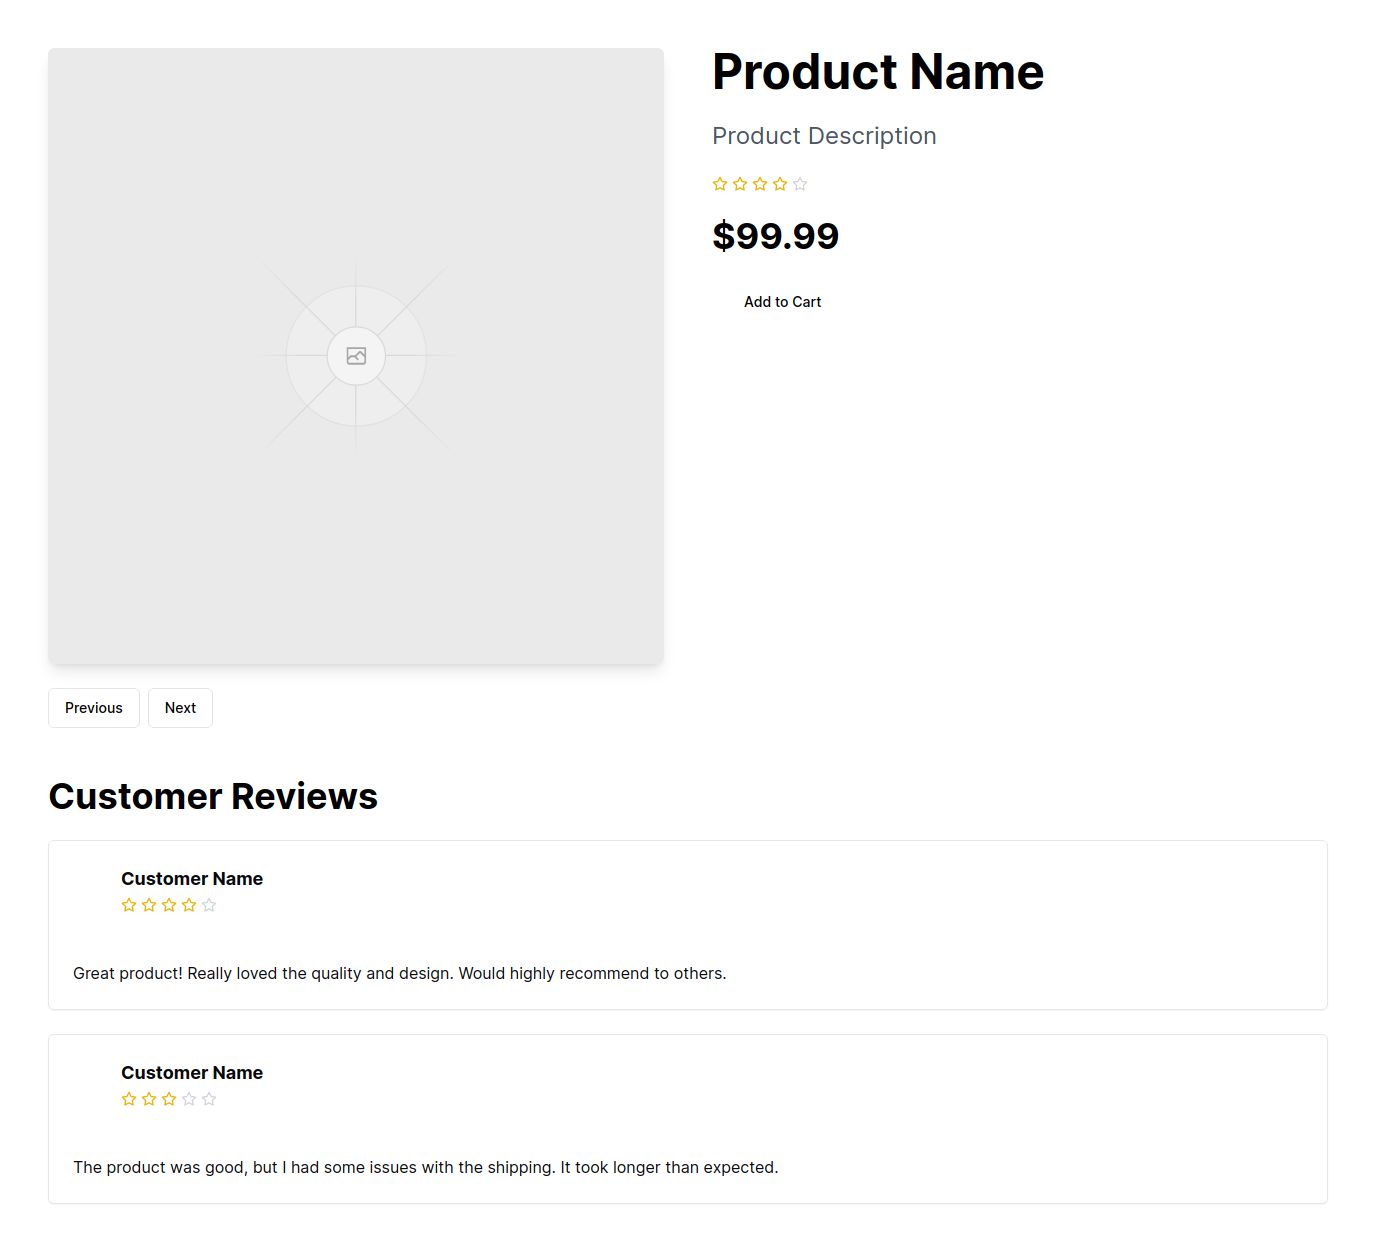 Product Name
Product Description
$99.99
Add to Cart
Previous
Next
Customer Reviews
Customer Name
Great product! Really loved the quality and design. Would highly recommend to others.
Customer Name
The product was good, but I had some issues with the shipping. It took longer than expected.